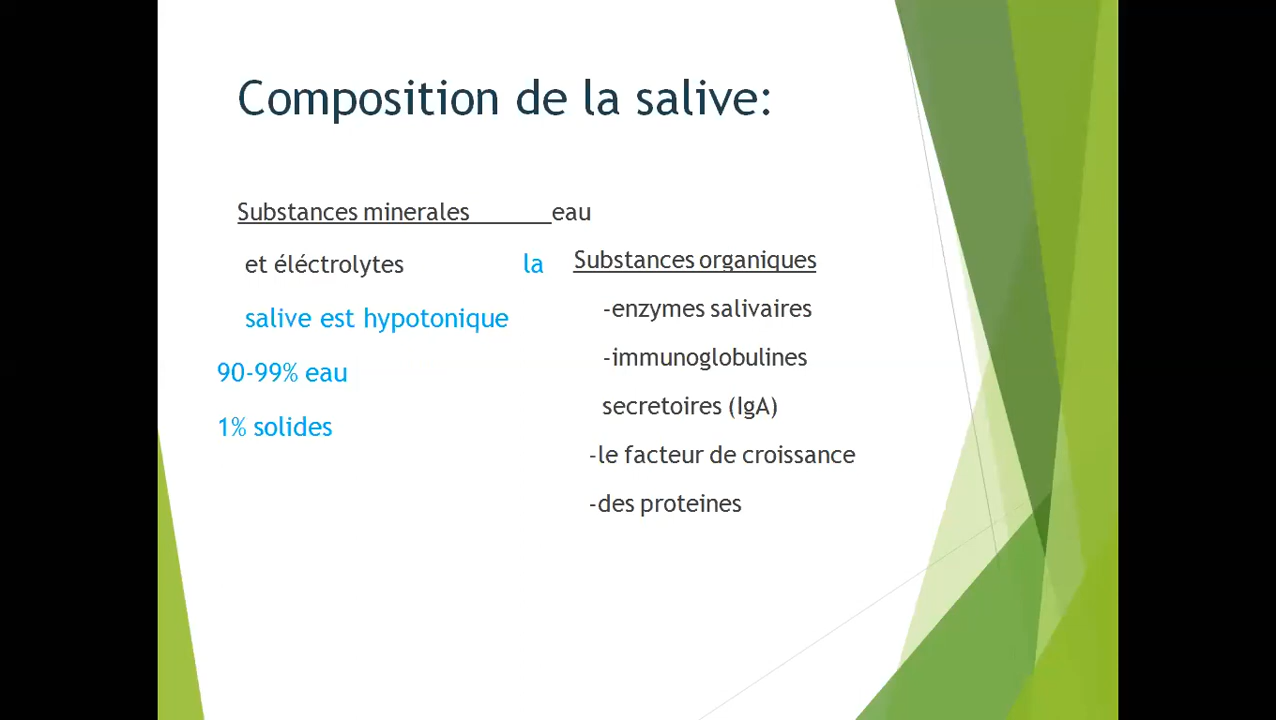 Composition de la salive:
Substances minerales ______eau
et éléctrolytes la
salive est hypotonique
90-99% eau
1% solides
Substances organiques
-enzymes salivaires
-immunoglobulines
secretoires (IgA)
-le facteur de croissance
-des proteines